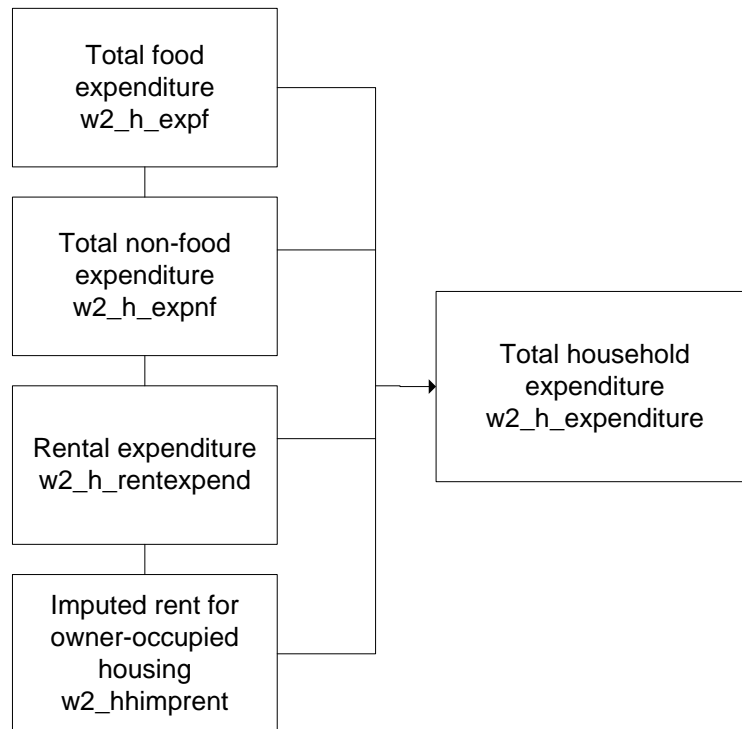 Total food
expenditure
w2_h_expf
Total non-food
expenditure
w2_h_expnf
Rental expenditure
w2_h_rentexpend
Imputed rent for
owner-occupied
housing
w2_hhimprent
Total household
expenditure
w2_h_expenditure